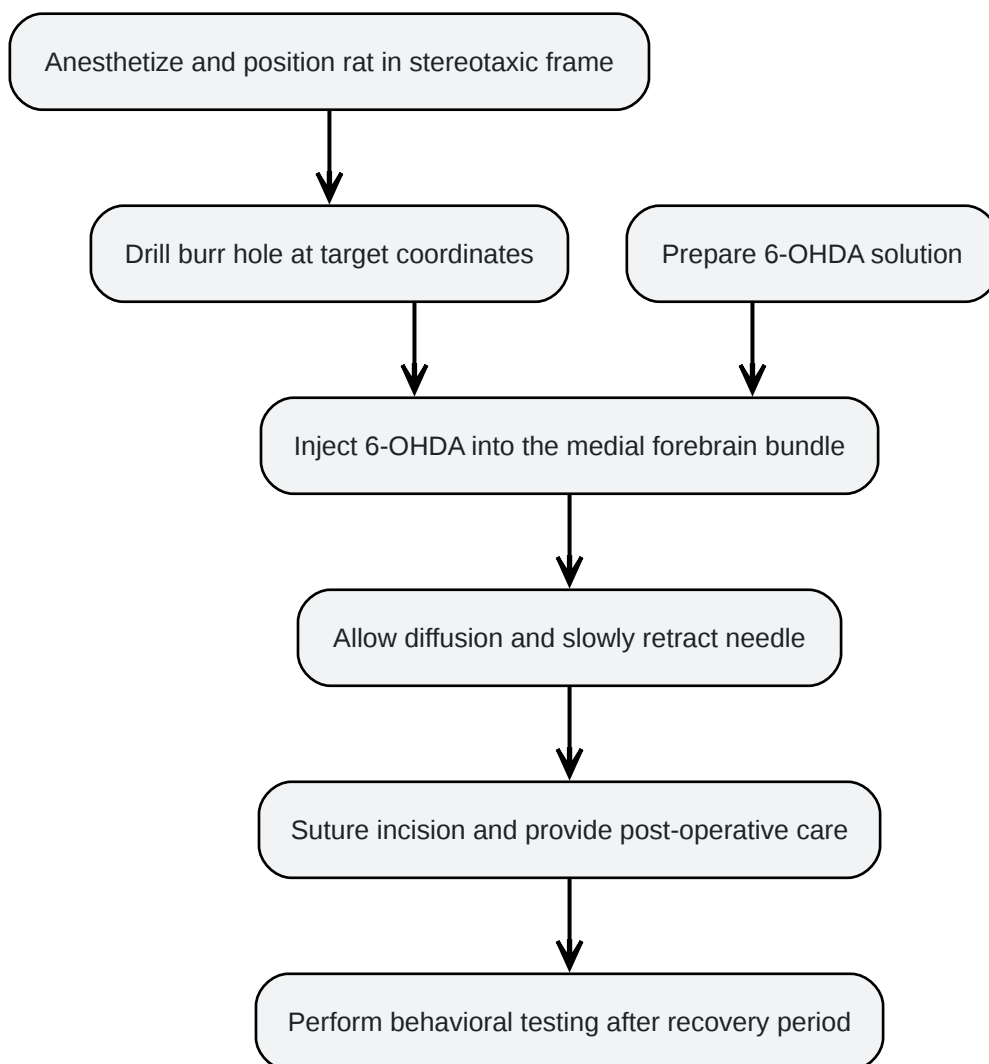 Anesthetize and position rat in stereotaxic frame
Drill burr hole at target coordinates
Prepare 6-OHDA solution
Inject 6-OHDA into the medial forebrain bundle
Allow diffusion and slowly retract needle
Suture incision and provide post-operative care
Perform behavioral testing after recovery period